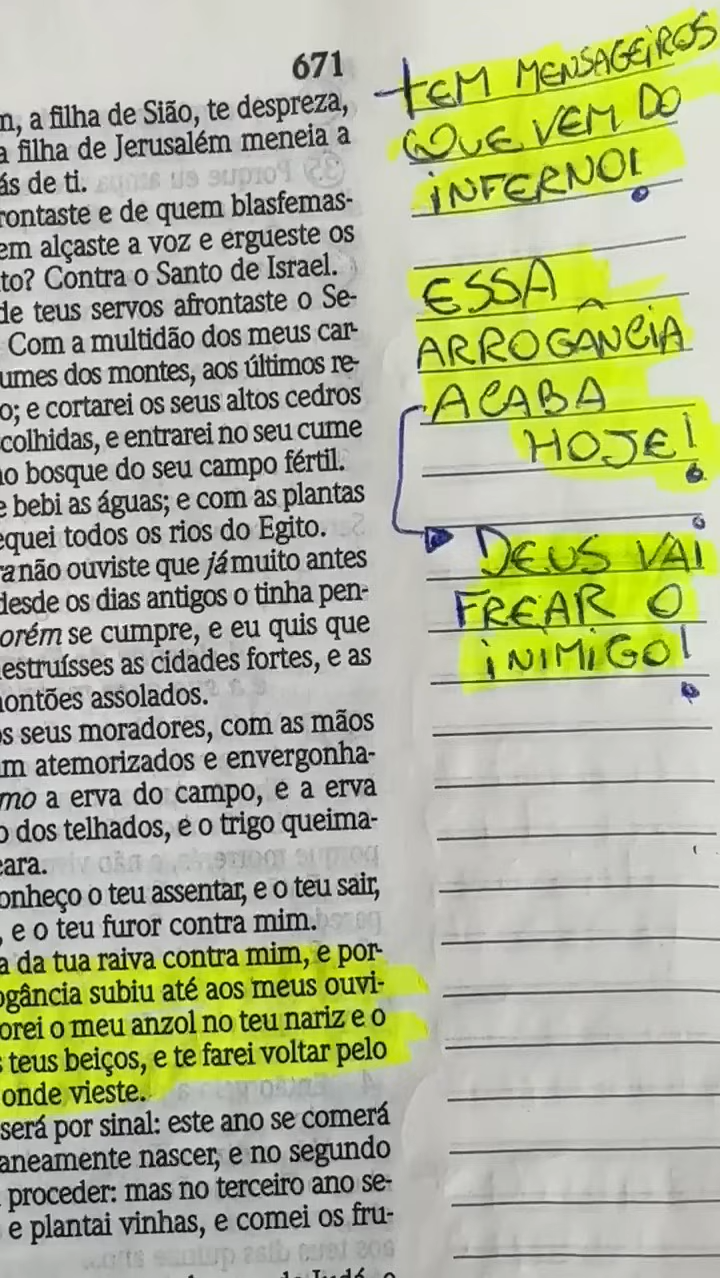 671
n, a filha de Sião, te despreza,
a filha de Jerusalém meneia a
ás de ti.
rontaste e de quem blasfemas-
em alçaste a voz e ergueste os
to? Contra o Santo de Israel.
de teus servos afrontaste o Se-
Com a multidão dos meus car-
umes dos montes, aos últimos re-
o; e cortarei os seus altos cedros
colhidas, e entrarei no seu cume
o bosque do seu campo fértil.
e bebi as águas; e com as plantas
equei todos os rios do Egito.
ra não ouviste que já muito antes
desde os dias antigos o tinha pen-
orém se cumpre, e eu quis que
estruísses as cidades fortes, e as
ontões assolados.
os seus moradores, com as mãos
m atemorizados e envergonha-
mo a erva do campo, e a erva
o dos telhados, e o trigo queima-
eara.
onheço o teu assentar, e o teu sair,
, e o teu furor contra mim.
a da tua raiva contra mim, e por-
ogância subiu até aos meus ouvi-
orei o meu anzol no teu nariz e o
s teus beiços, e te farei voltar pelo
onde vieste.
será por sinal: este ano se comerá
aneamente nascer, e no segundo
proceder: mas no terceiro ano se-
e plantai vinhas, e comei os fru-
TEM MENSAGEIROS
QUE VEM DO
INFERNO!
ESSA
ARROGÂNCIA
ACABA
HOJE!
DEUS VAI
FREAR O
INIMIGO!